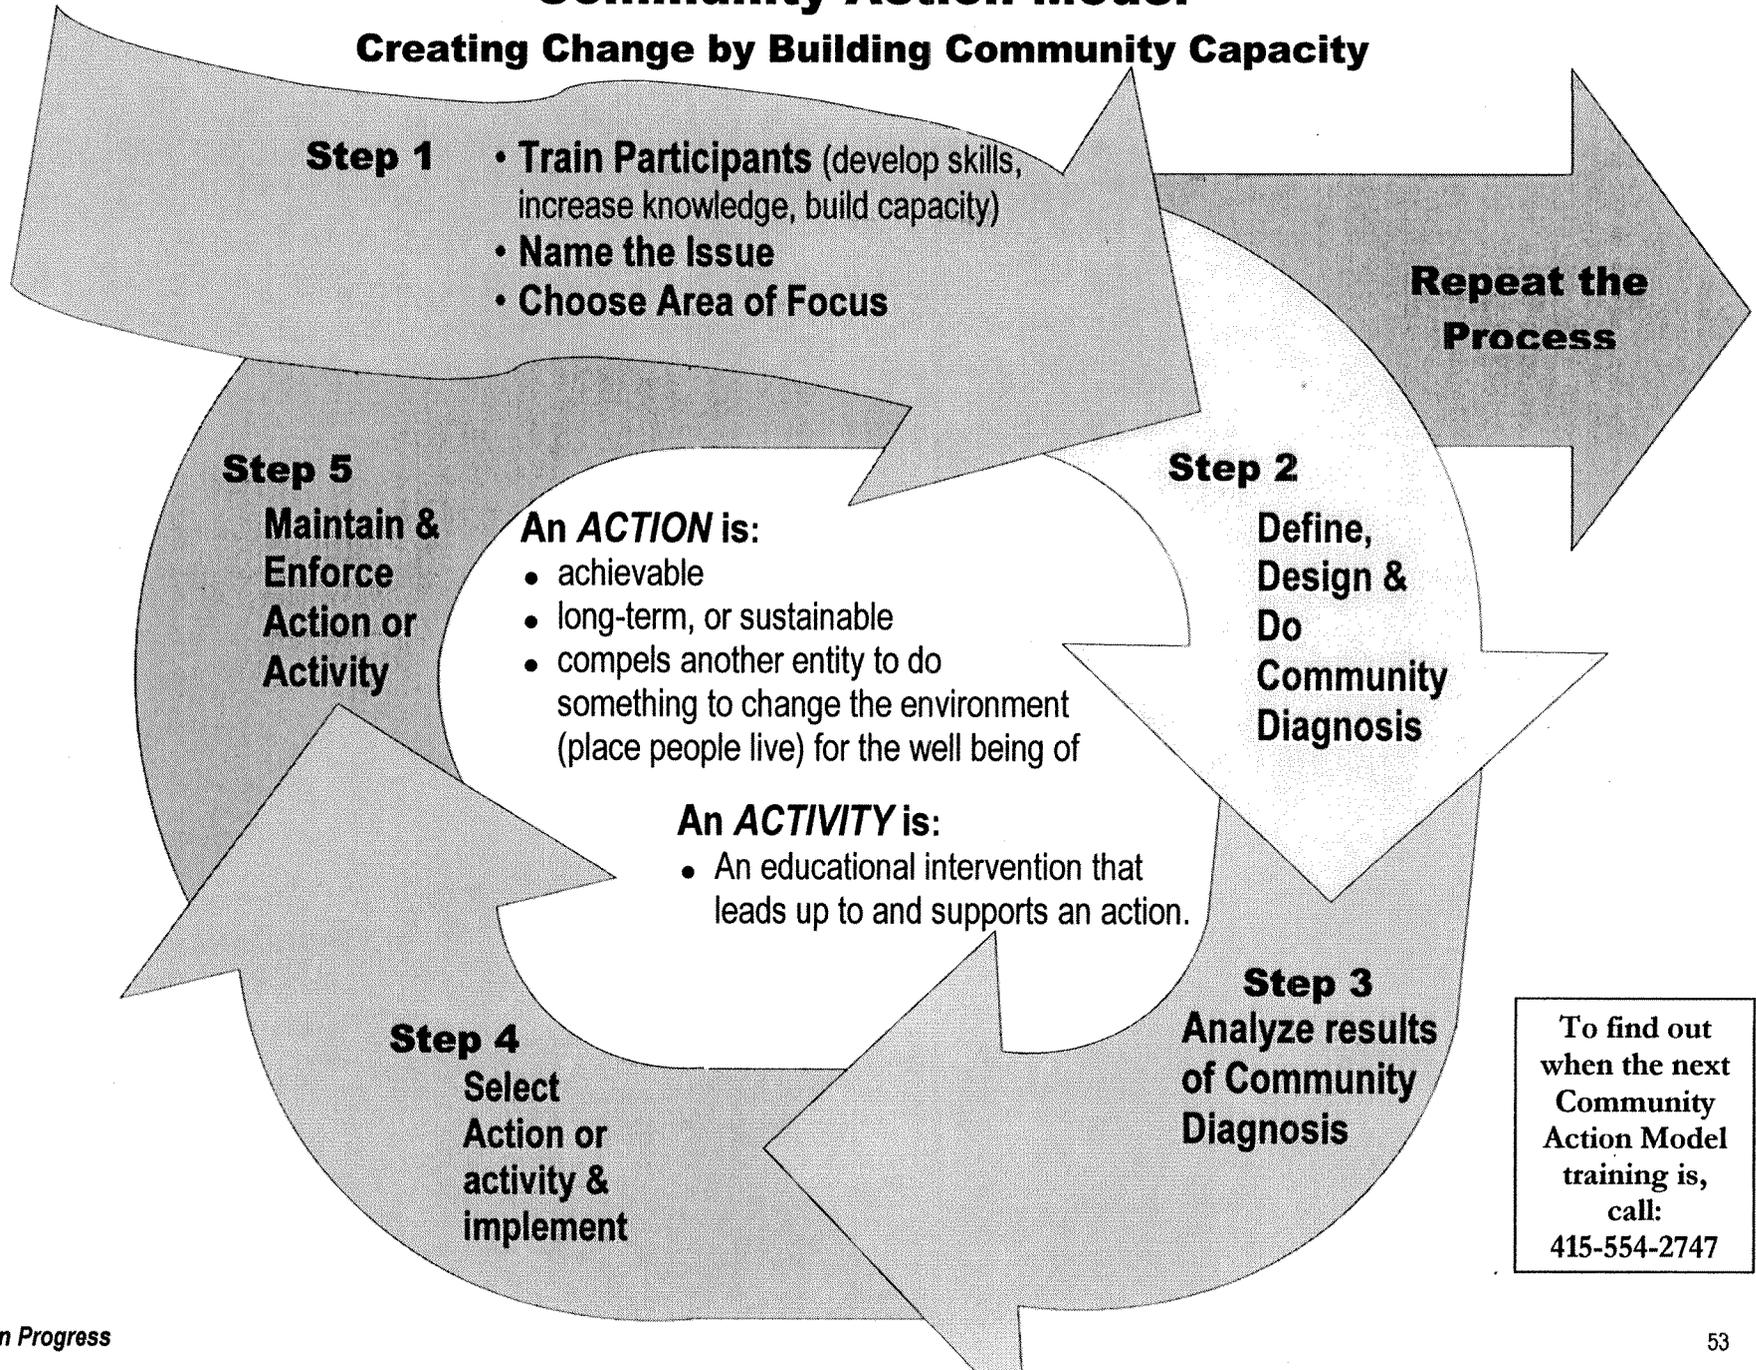 Community Action Model
Creating Change by Building Community Capacity
Step 1
• Train Participants (develop skills,
increase knowledge, build capacity)
• Name the Issue
• Choose Area of Focus
Repeat the
Process
Step 2
Define,
Design &
Do
Community
Diagnosis
Step 3
Analyze results
of Community
Diagnosis
Step 4
Select
Action or
activity &
implement
Step 5
Maintain &
Enforce
Action or
Activity
An ACTION is:
• achievable
• long-term, or sustainable
• compels another entity to do
something to change the environment
(place people live) for the well being of
An ACTIVITY is:
• An educational intervention that
leads up to and supports an action.
To find out
when the next
Community
Action Model
training is,
call:
415-554-2747
n Progress
53